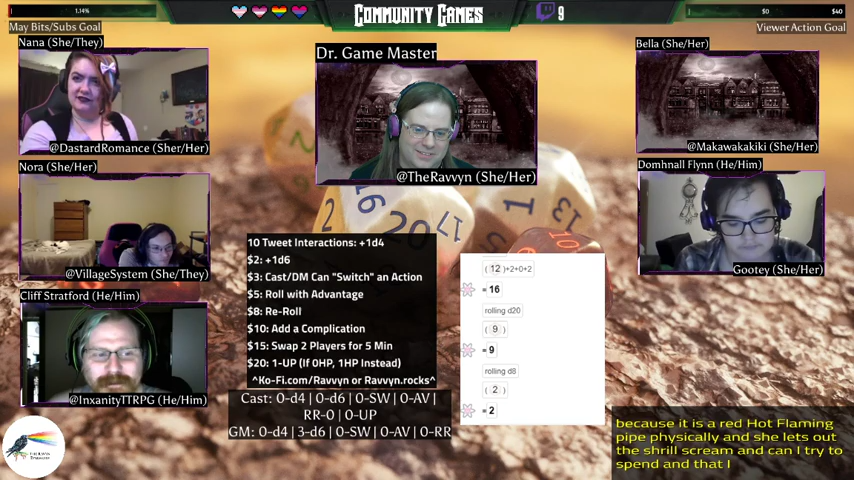 1.14%
COMMUNITY GAMES
9
$0
$40
May Bits/Subs Goal
Viewer Action Goal
Nana (She/They)
@DastardRomance (Sher/Her)
Dr. Game Master
@TheRavvyn (She/Her)
Bella (She/Her)
@Makawakakiki (She/Her)
Nora (She/Her)
@VillageSystem (She/They)
Domhnall Flynn (He/Him)
Gootey (She/Her)
Cliff Stratford (He/Him)
@InxanityTTRPG (He/Him)
2
16
20
17
1
13
10
10 Tweet Interactions: +1d4
$2: +1d6
$3: Cast/DM Can "Switch" an Action
$5: Roll with Advantage
$8: Re-Roll
$10: Add a Complication
$15: Swap 2 Players for 5 Min
$20: 1-UP (If 0HP, 1HP Instead)
^Ko-Fi.com/Ravvyn or Ravvyn.rocks^
Cast: 0-d4 | 0-d6 | 0-SW | 0-AV |
RR-0 | 0-UP
GM: 0-d4 | 3-d6 | 0-SW | 0-AV | 0-RR
(12)+2+0+2
= 16
rolling d20
(9)
= 9
rolling d8
(2)
= 2
because it is a red Hot Flaming
pipe physically and she lets out
the shrill scream and can I try to
spend and that I